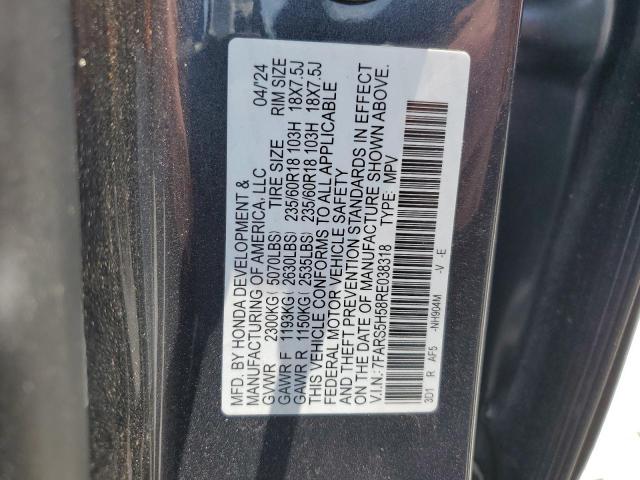 MFD. BY HONDA DEVELOPMENT &
MANUFACTURING OF AMERICA, LLC 04/24
GVWR 2300KG( 5070LBS) TIRE SIZE RIM SIZE
GAWR F 1193KG( 2630LBS) 235/60R18 103H 18X7.5J
GAWR R 1150KG( 2535LBS) 235/60R18 103H 18X7.5J
THIS VEHICLE CONFORMS TO ALL APPLICABLE
FEDERAL MOTOR VEHICLE SAFETY
AND THEFT PREVENTION STANDARDS IN EFFECT
ON THE DATE OF MANUFACTURE SHOWN ABOVE.
V.I.N.:7FARS5H58RE038318 TYPE: MPV
3D1 R AF5 -NH904M -V -E